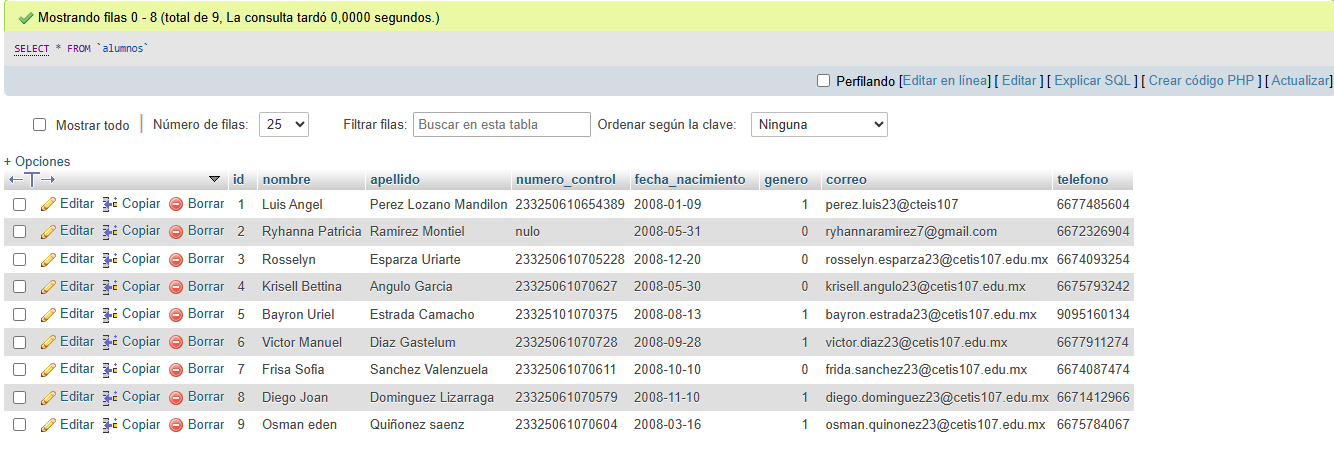 Mostrando filas 0 - 8 (total de 9, La consulta tardó 0,0000 segundos.)
SELECT * FROM `alumnos`
Perfilando [Editar en línea] [ Editar ] [ Explicar SQL ] [ Crear código PHP ] [ Actualizar]
Mostrar todo | Número de filas: 25 Filtrar filas: Buscar en esta tabla Ordenar según la clave: Ninguna
+ Opciones
←T→ id nombre apellido numero_control fecha_nacimiento genero correo telefono
Editar Copiar Borrar 1 Luis Angel Perez Lozano Mandilon 233250610654389 2008-01-09 1 perez.luis23@cteis107 6677485604
Editar Copiar Borrar 2 Ryhanna Patricia Ramirez Montiel nulo 2008-05-31 0 ryhannaramirez7@gmail.com 6672326904
Editar Copiar Borrar 3 Rosselyn Esparza Uriarte 233250610705228 2008-12-20 0 rosselyn.esparza23@cetis107.edu.mx 6674093254
Editar Copiar Borrar 4 Krisell Bettina Angulo Garcia 23325061070627 2008-05-30 0 krisell.angulo23@cetis107.edu.mx 6675793242
Editar Copiar Borrar 5 Bayron Uriel Estrada Camacho 23325101070375 2008-08-13 1 bayron.estrada23@cetis107.edu.mx 9095160134
Editar Copiar Borrar 6 Victor Manuel Diaz Gastelum 23325061070728 2008-09-28 1 victor.diaz23@cetis107.edu.mx 6677911274
Editar Copiar Borrar 7 Frisa Sofia Sanchez Valenzuela 23325061070611 2008-10-10 0 frida.sanchez23@cetis107.edu.mx 6674087474
Editar Copiar Borrar 8 Diego Joan Dominguez Lizarraga 23325061070579 2008-11-10 1 diego.dominguez23@cetis107.edu.mx 6671412966
Editar Copiar Borrar 9 Osman eden Quiñonez saenz 23325061070604 2008-03-16 1 osman.quinonez23@cetis107.edu.mx 6675784067